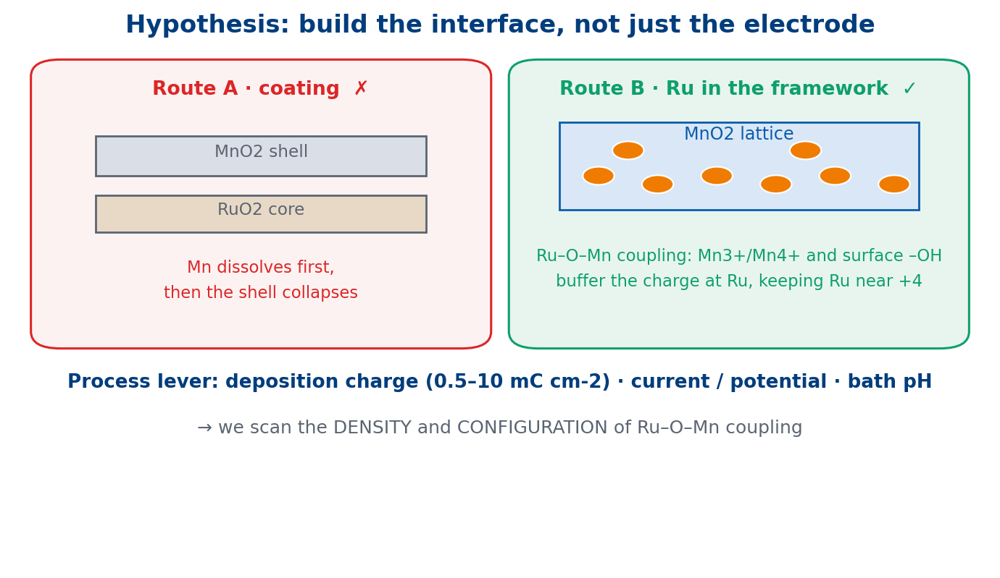 Hypothesis: build the interface, not just the electrode
Route A · coating ✗
MnO2 shell
RuO2 core
Mn dissolves first,
then the shell collapses
Route B · Ru in the framework ✓
MnO2 lattice
Ru–O–Mn coupling: Mn3+/Mn4+ and surface –OH
buffer the charge at Ru, keeping Ru near +4
Process lever: deposition charge (0.5–10 mC cm-2) · current / potential · bath pH
→ we scan the DENSITY and CONFIGURATION of Ru–O–Mn coupling